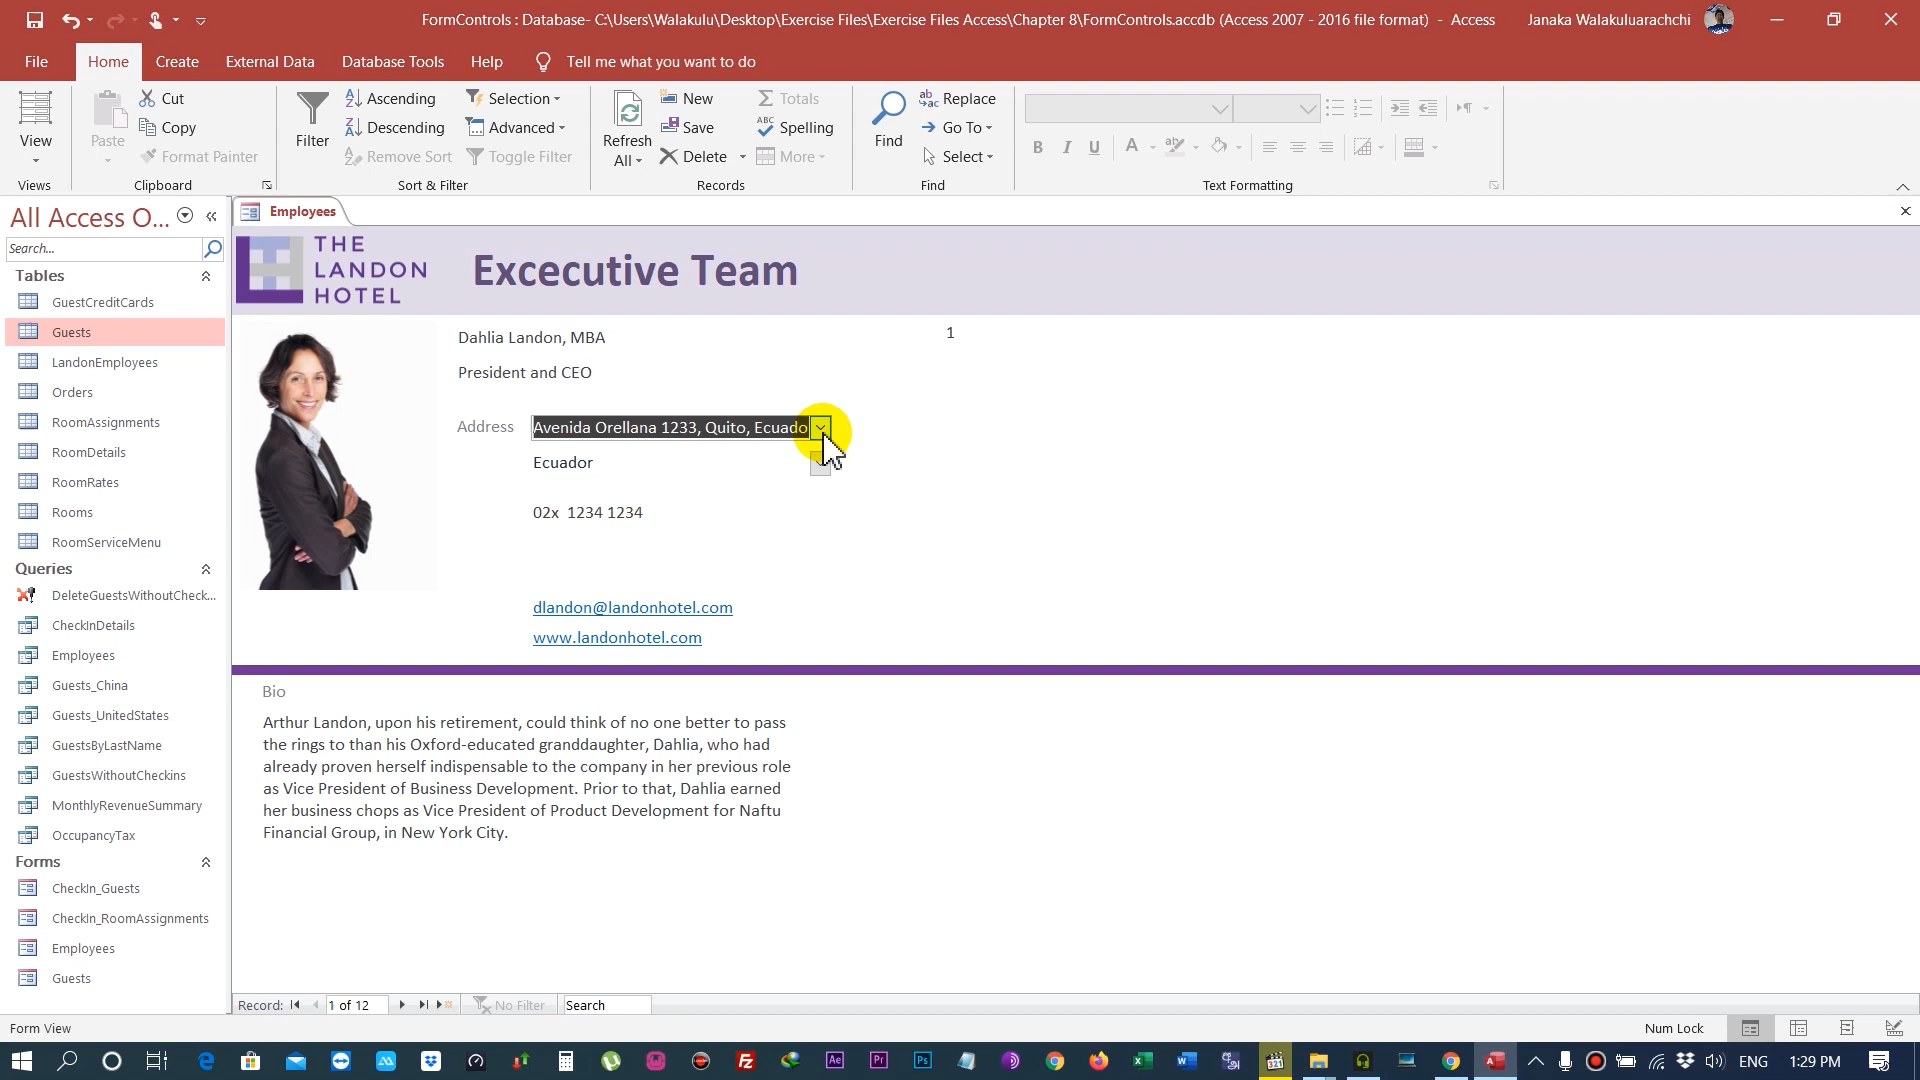 FormControls : Database- C:\Users\Walakulu\Desktop\Exercise Files\Exercise Files Access\Chapter 8\FormControls.accdb (Access 2007 - 2016 file format) - Access
Janaka Walakuluarachchi
File
Home
Create
External Data
Database Tools
Help
Tell me what you want to do
View
Views
Paste
Cut
Copy
Format Painter
Clipboard
Filter
Ascending
Descending
Remove Sort
Selection
Advanced
Toggle Filter
Sort & Filter
Refresh
All
New
Save
Delete
Totals
Spelling
More
Records
Find
Replace
Go To
Select
Find
B I U
Text Formatting
All Access O...
Search...
Tables
GuestCreditCards
Guests
LandonEmployees
Orders
RoomAssignments
RoomDetails
RoomRates
Rooms
RoomServiceMenu
Queries
DeleteGuestsWithoutCheck...
CheckInDetails
Employees
Guests_China
Guests_UnitedStates
GuestsByLastName
GuestsWithoutCheckins
MonthlyRevenueSummary
OccupancyTax
Forms
CheckIn_Guests
CheckIn_RoomAssignments
Employees
Guests
Employees
THE
LANDON
HOTEL
Excecutive Team
Dahlia Landon, MBA
1
President and CEO
Address
Avenida Orellana 1233, Quito, Ecuado
Ecuador
02x 1234 1234
dlandon@landonhotel.com
www.landonhotel.com
Bio
Arthur Landon, upon his retirement, could think of no one better to pass
the rings to than his Oxford-educated granddaughter, Dahlia, who had
already proven herself indispensable to the company in her previous role
as Vice President of Business Development. Prior to that, Dahlia earned
her business chops as Vice President of Product Development for Naftu
Financial Group, in New York City.
Record:
1 of 12
No Filter
Search
Form View
Num Lock
ENG
1:29 PM